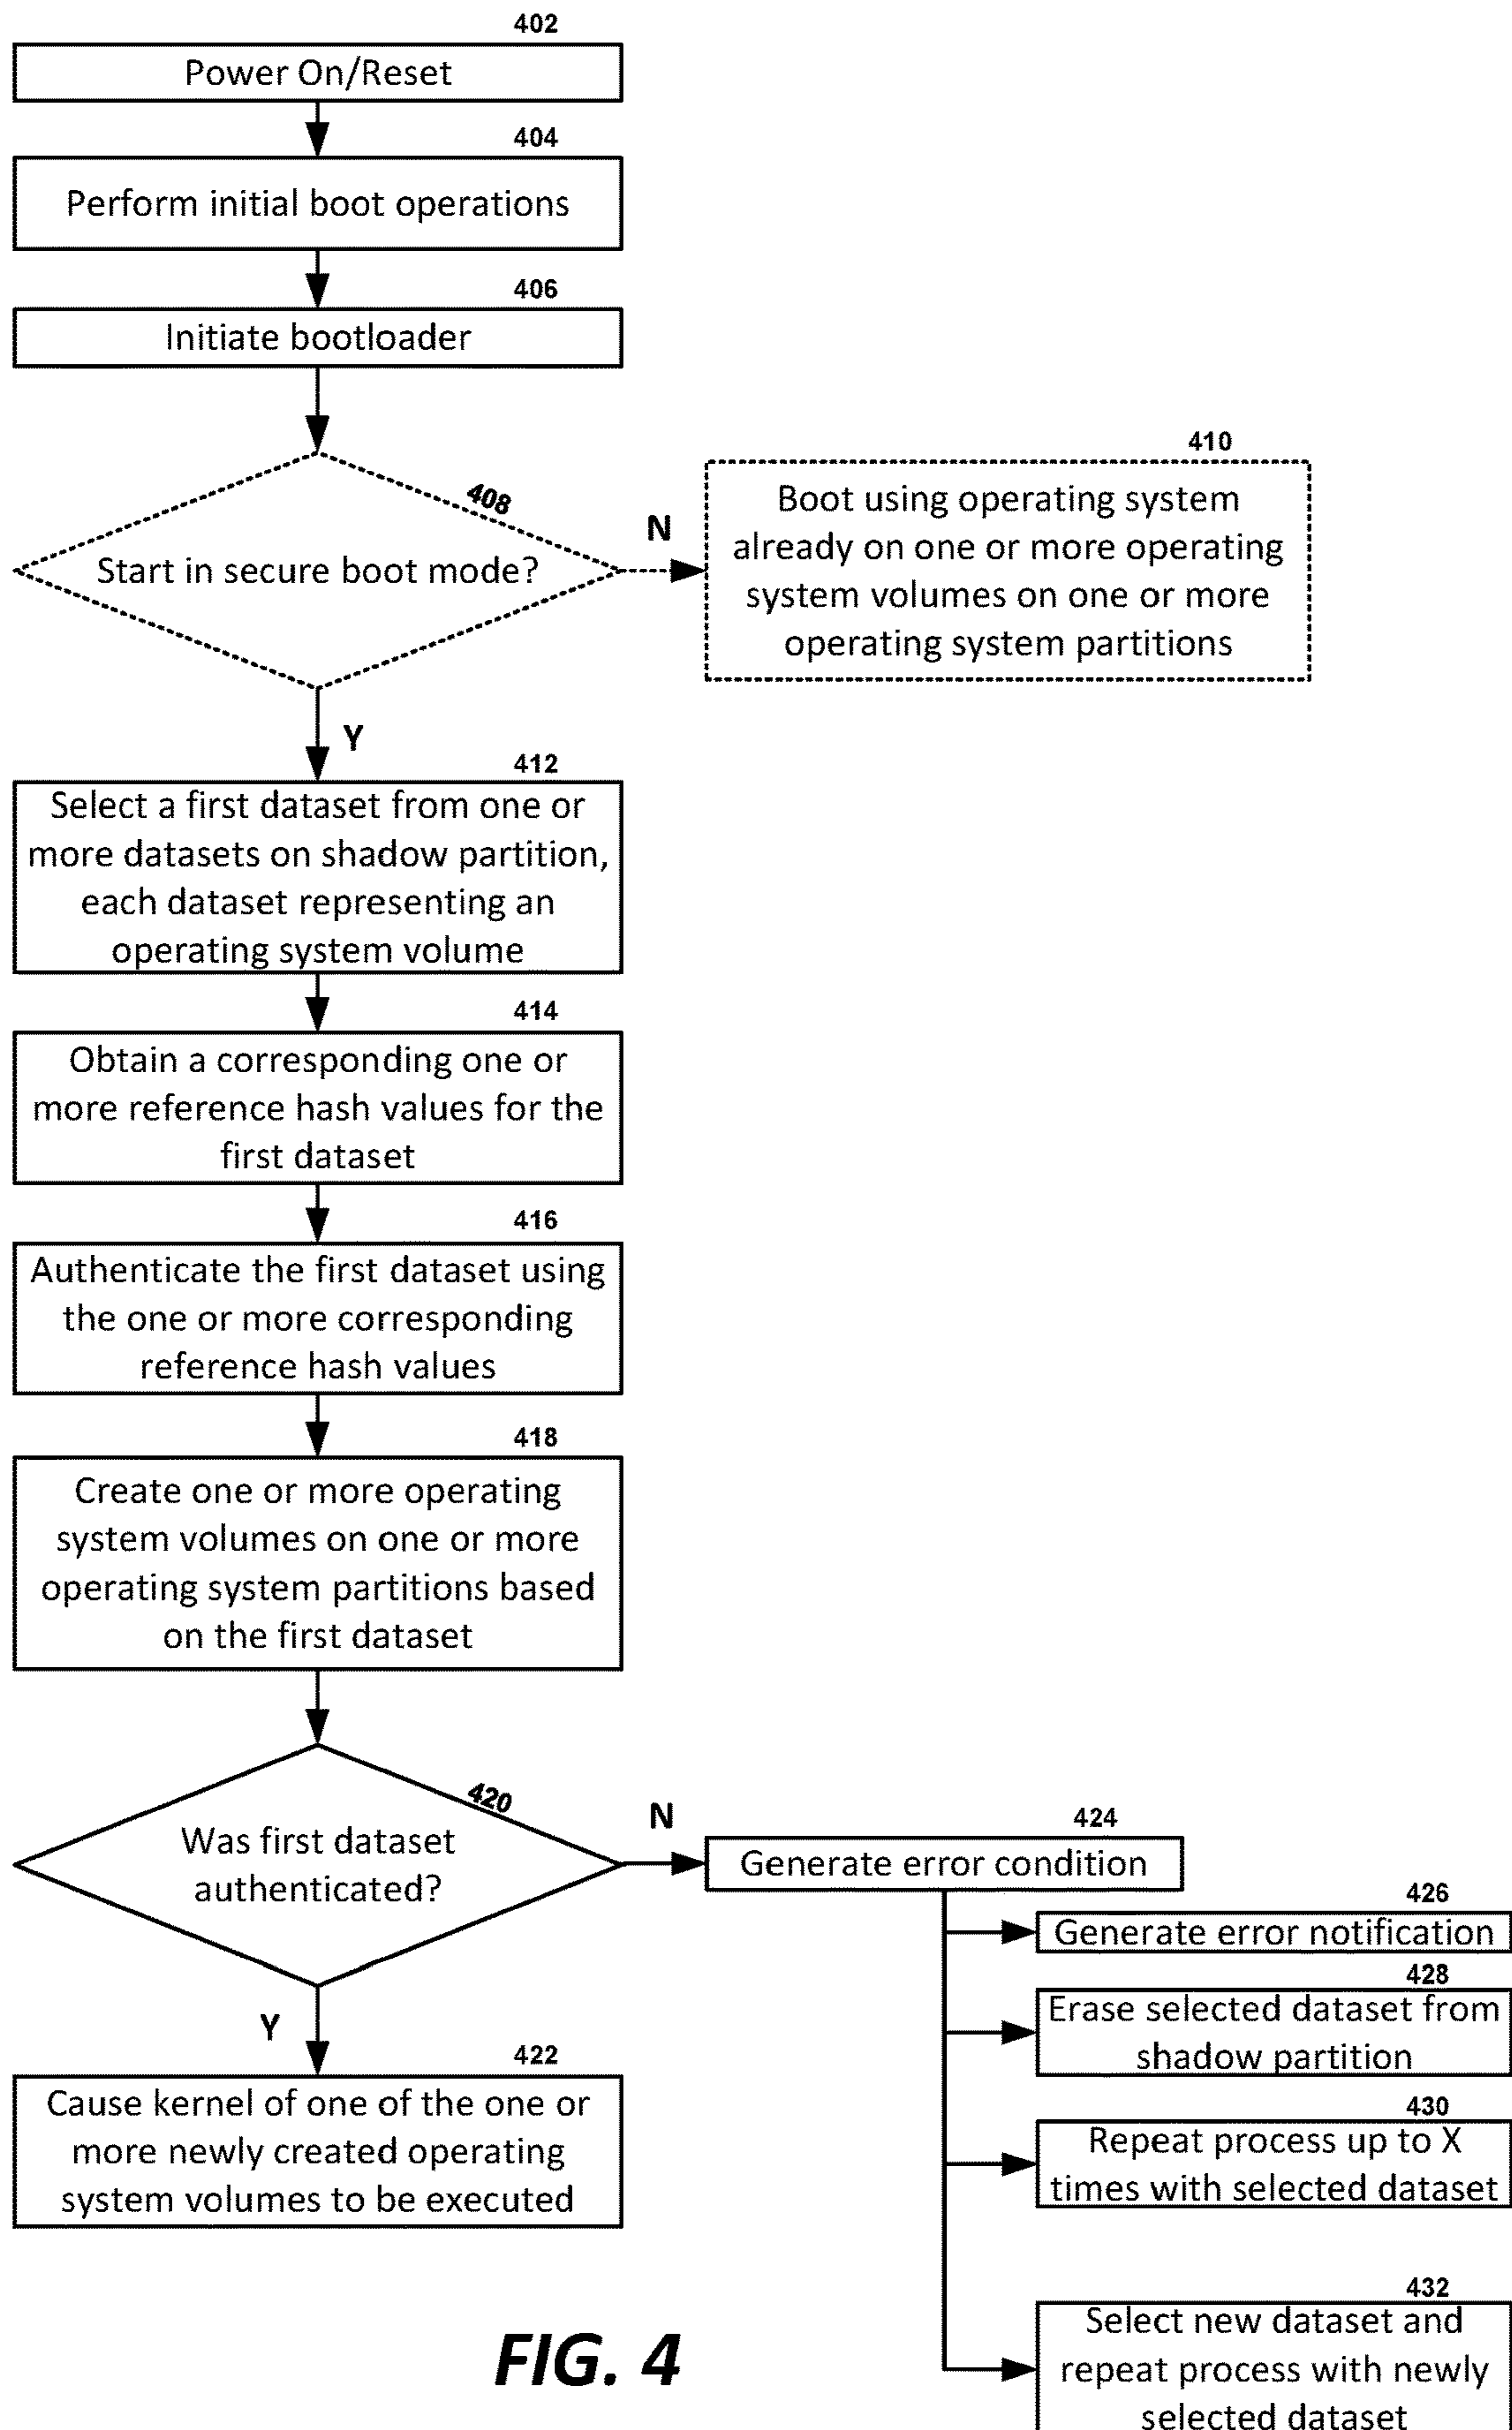 402
Power On/Reset
404
Perform initial boot operations
406
Initiate bootloader
408
Start in secure boot mode?
N
410
Boot using operating system
already on one or more operating
system volumes on one or more
operating system partitions
Y
412
Select a first dataset from one or
more datasets on shadow partition,
each dataset representing an
operating system volume
414
Obtain a corresponding one or
more reference hash values for the
first dataset
416
Authenticate the first dataset using
the one or more corresponding
reference hash values
418
Create one or more operating
system volumes on one or more
operating system partitions based
on the first dataset
420
Was first dataset
authenticated?
N
424
Generate error condition
426
Generate error notification
428
Erase selected dataset from
shadow partition
430
Repeat process up to X
times with selected dataset
432
Select new dataset and
repeat process with newly
selected dataset
Y
422
Cause kernel of one of the one or
more newly created operating
system volumes to be executed
FIG. 4